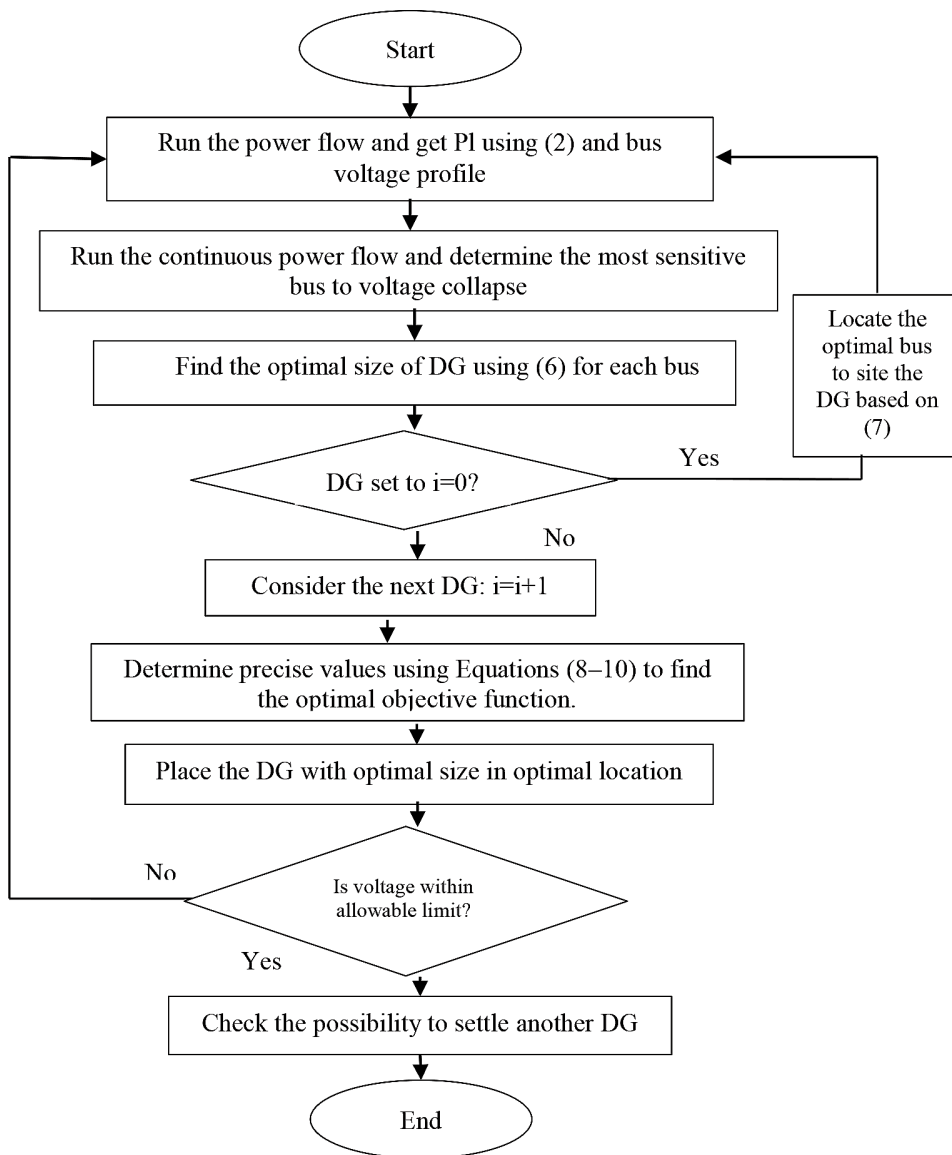 Start
Run the power flow and get Pl using (2) and bus
voltage profile
Run the continuous power flow and determine the most sensitive
bus to voltage collapse
Locate the
optimal bus
to site the
DG based on
(7)
Find the optimal size of DG using (6) for each bus
Yes
DG set to i=0?
No
Consider the next DG: i=i+1
Determine precise values using Equations (8–10) to find
the optimal objective function.
Place the DG with optimal size in optimal location
No
Is voltage within
allowable limit?
Yes
Check the possibility to settle another DG
End